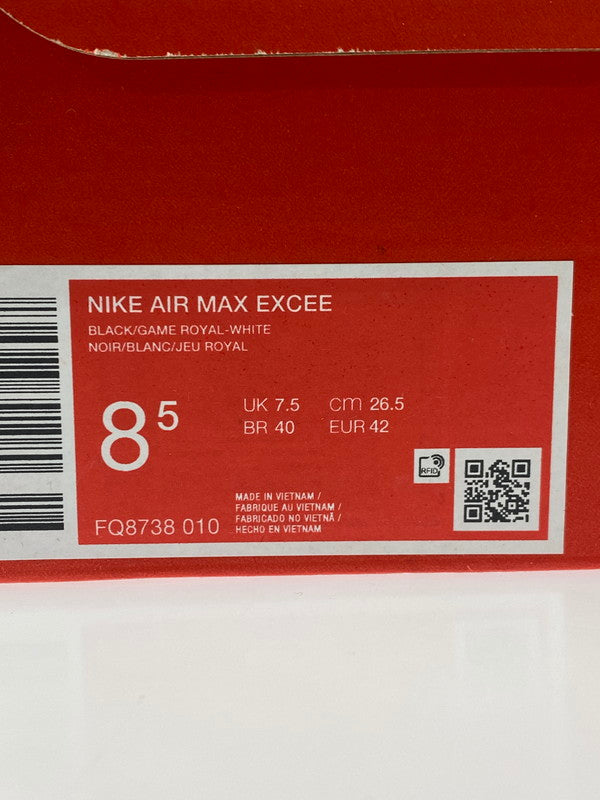 NIKE AIR MAX EXCEE
BLACK/GAME ROYAL-WHITE
NOIR/BLANC/JEU ROYAL
8 5
UK 7.5 cm 26.5
BR 40 EUR 42
RFID
MADE IN VIETNAM /
FABRIQUE AU VIETNAM /
FABRICADO NO VIETNÃ /
HECHO EN VIETNAM
FQ8738 010